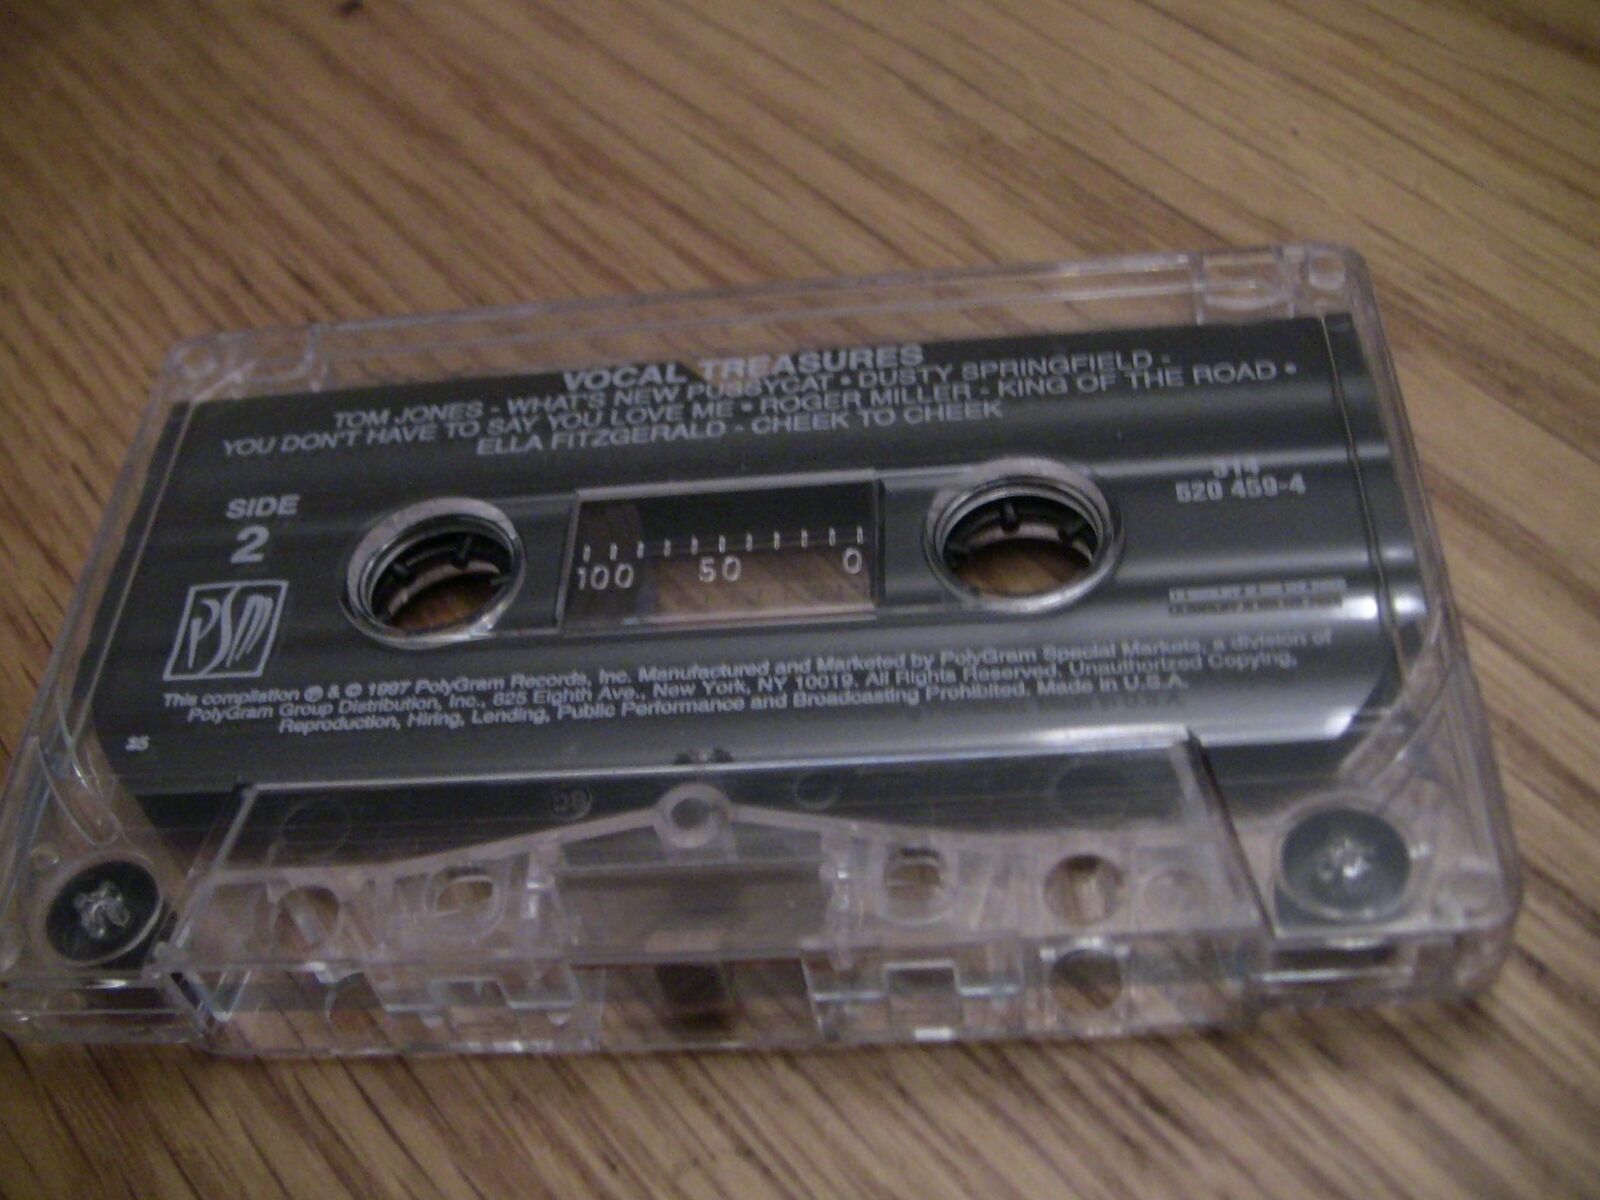 VOCAL TREASURES
TOM JONES - WHAT'S NEW PUSSYCAT • DUSTY SPRINGFIELD -
YOU DON'T HAVE TO SAY YOU LOVE ME • ROGER MILLER - KING OF THE ROAD •
ELLA FITZGERALD - CHEEK TO CHEEK
SIDE
2
314
520 459-4
100 50 0
PSM
This compilation ℗ & © 1997 PolyGram Records, Inc. Manufactured and Marketed by PolyGram Special Markets, a division of
PolyGram Group Distribution, Inc., 825 Eighth Ave., New York, NY 10019. All Rights Reserved. Unauthorized Copying,
Reproduction, Hiring, Lending, Public Performance and Broadcasting Prohibited. Made in U.S.A.